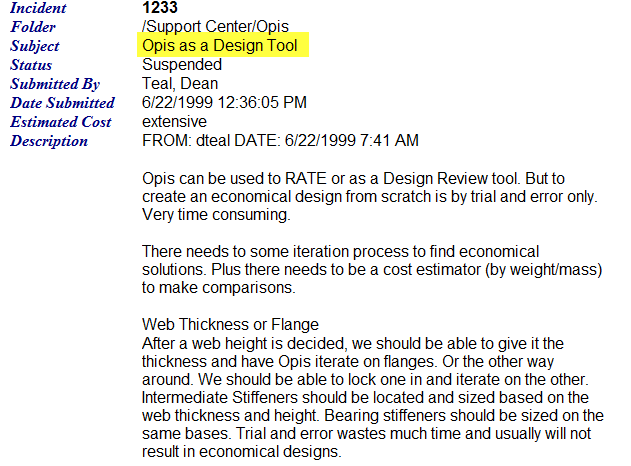 Incident 1233
Folder /Support Center/Opis
Subject Opis as a Design Tool
Status Suspended
Submitted By Teal, Dean
Date Submitted 6/22/1999 12:36:05 PM
Estimated Cost extensive
Description FROM: dteal DATE: 6/22/1999 7:41 AM
Opis can be used to RATE or as a Design Review tool. But to
create an economical design from scratch is by trial and error only.
Very time consuming.
There needs to some iteration process to find economical
solutions. Plus there needs to be a cost estimator (by weight/mass)
to make comparisons.
Web Thickness or Flange
After a web height is decided, we should be able to give it the
thickness and have Opis iterate on flanges. Or the other way
around. We should be able to lock one in and iterate on the other.
Intermediate Stiffeners should be located and sized based on the
web thickness and height. Bearing stiffeners should be sized on the
same bases. Trial and error wastes much time and usually will not
result in economical designs.